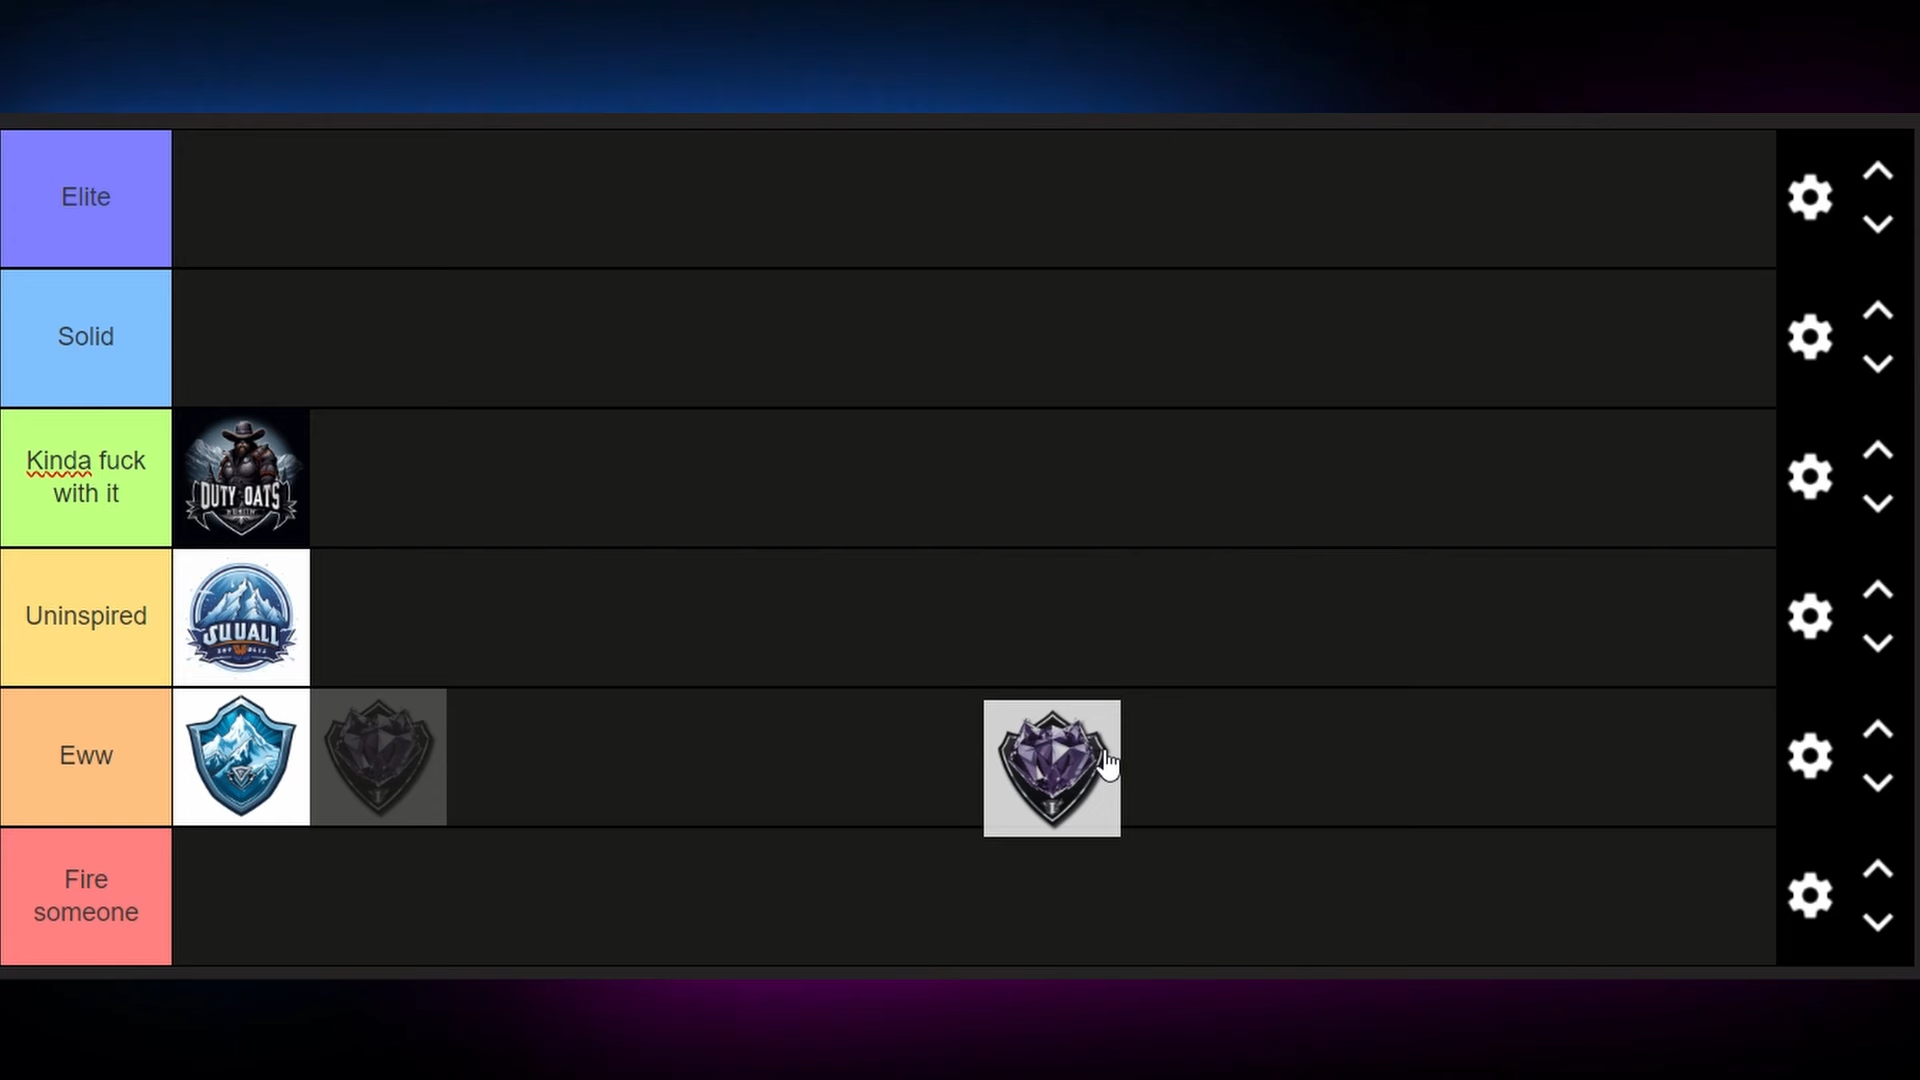 Elite
Solid
Kinda fuck
with it
DUTY OATS
Uninspired
SUUALL
Eww
Fire
someone